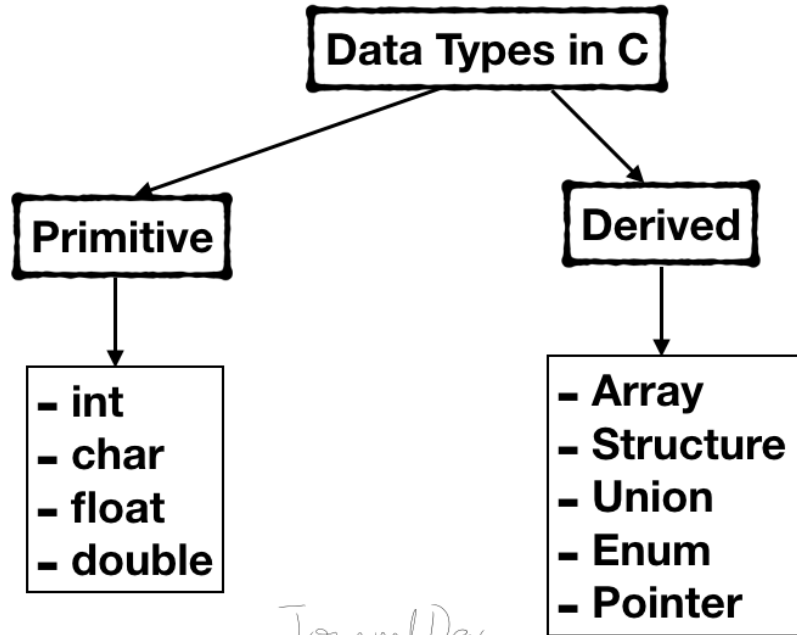 Data Types in C
Primitive
Derived
- int
- char
- float
- double
- Array
- Structure
- Union
- Enum
- Pointer